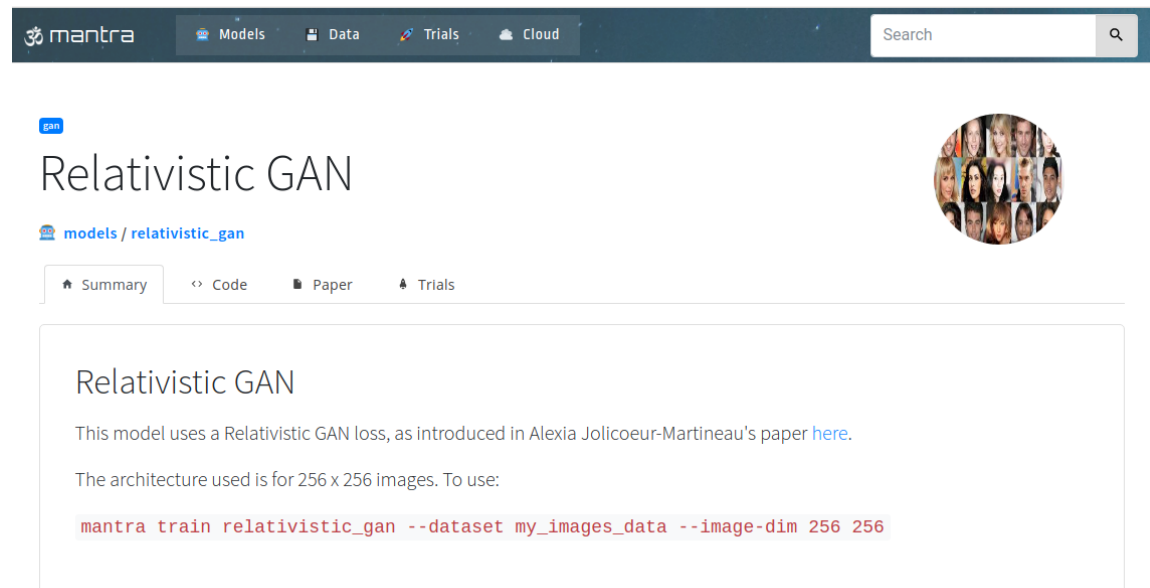 ॐ mantra Models Data Trials Cloud Search
gan
Relativistic GAN
models / relativistic_gan
Summary Code Paper Trials
Relativistic GAN
This model uses a Relativistic GAN loss, as introduced in Alexia Jolicoeur-Martineau's paper here.
The architecture used is for 256 x 256 images. To use:
mantra train relativistic_gan --dataset my_images_data --image-dim 256 256